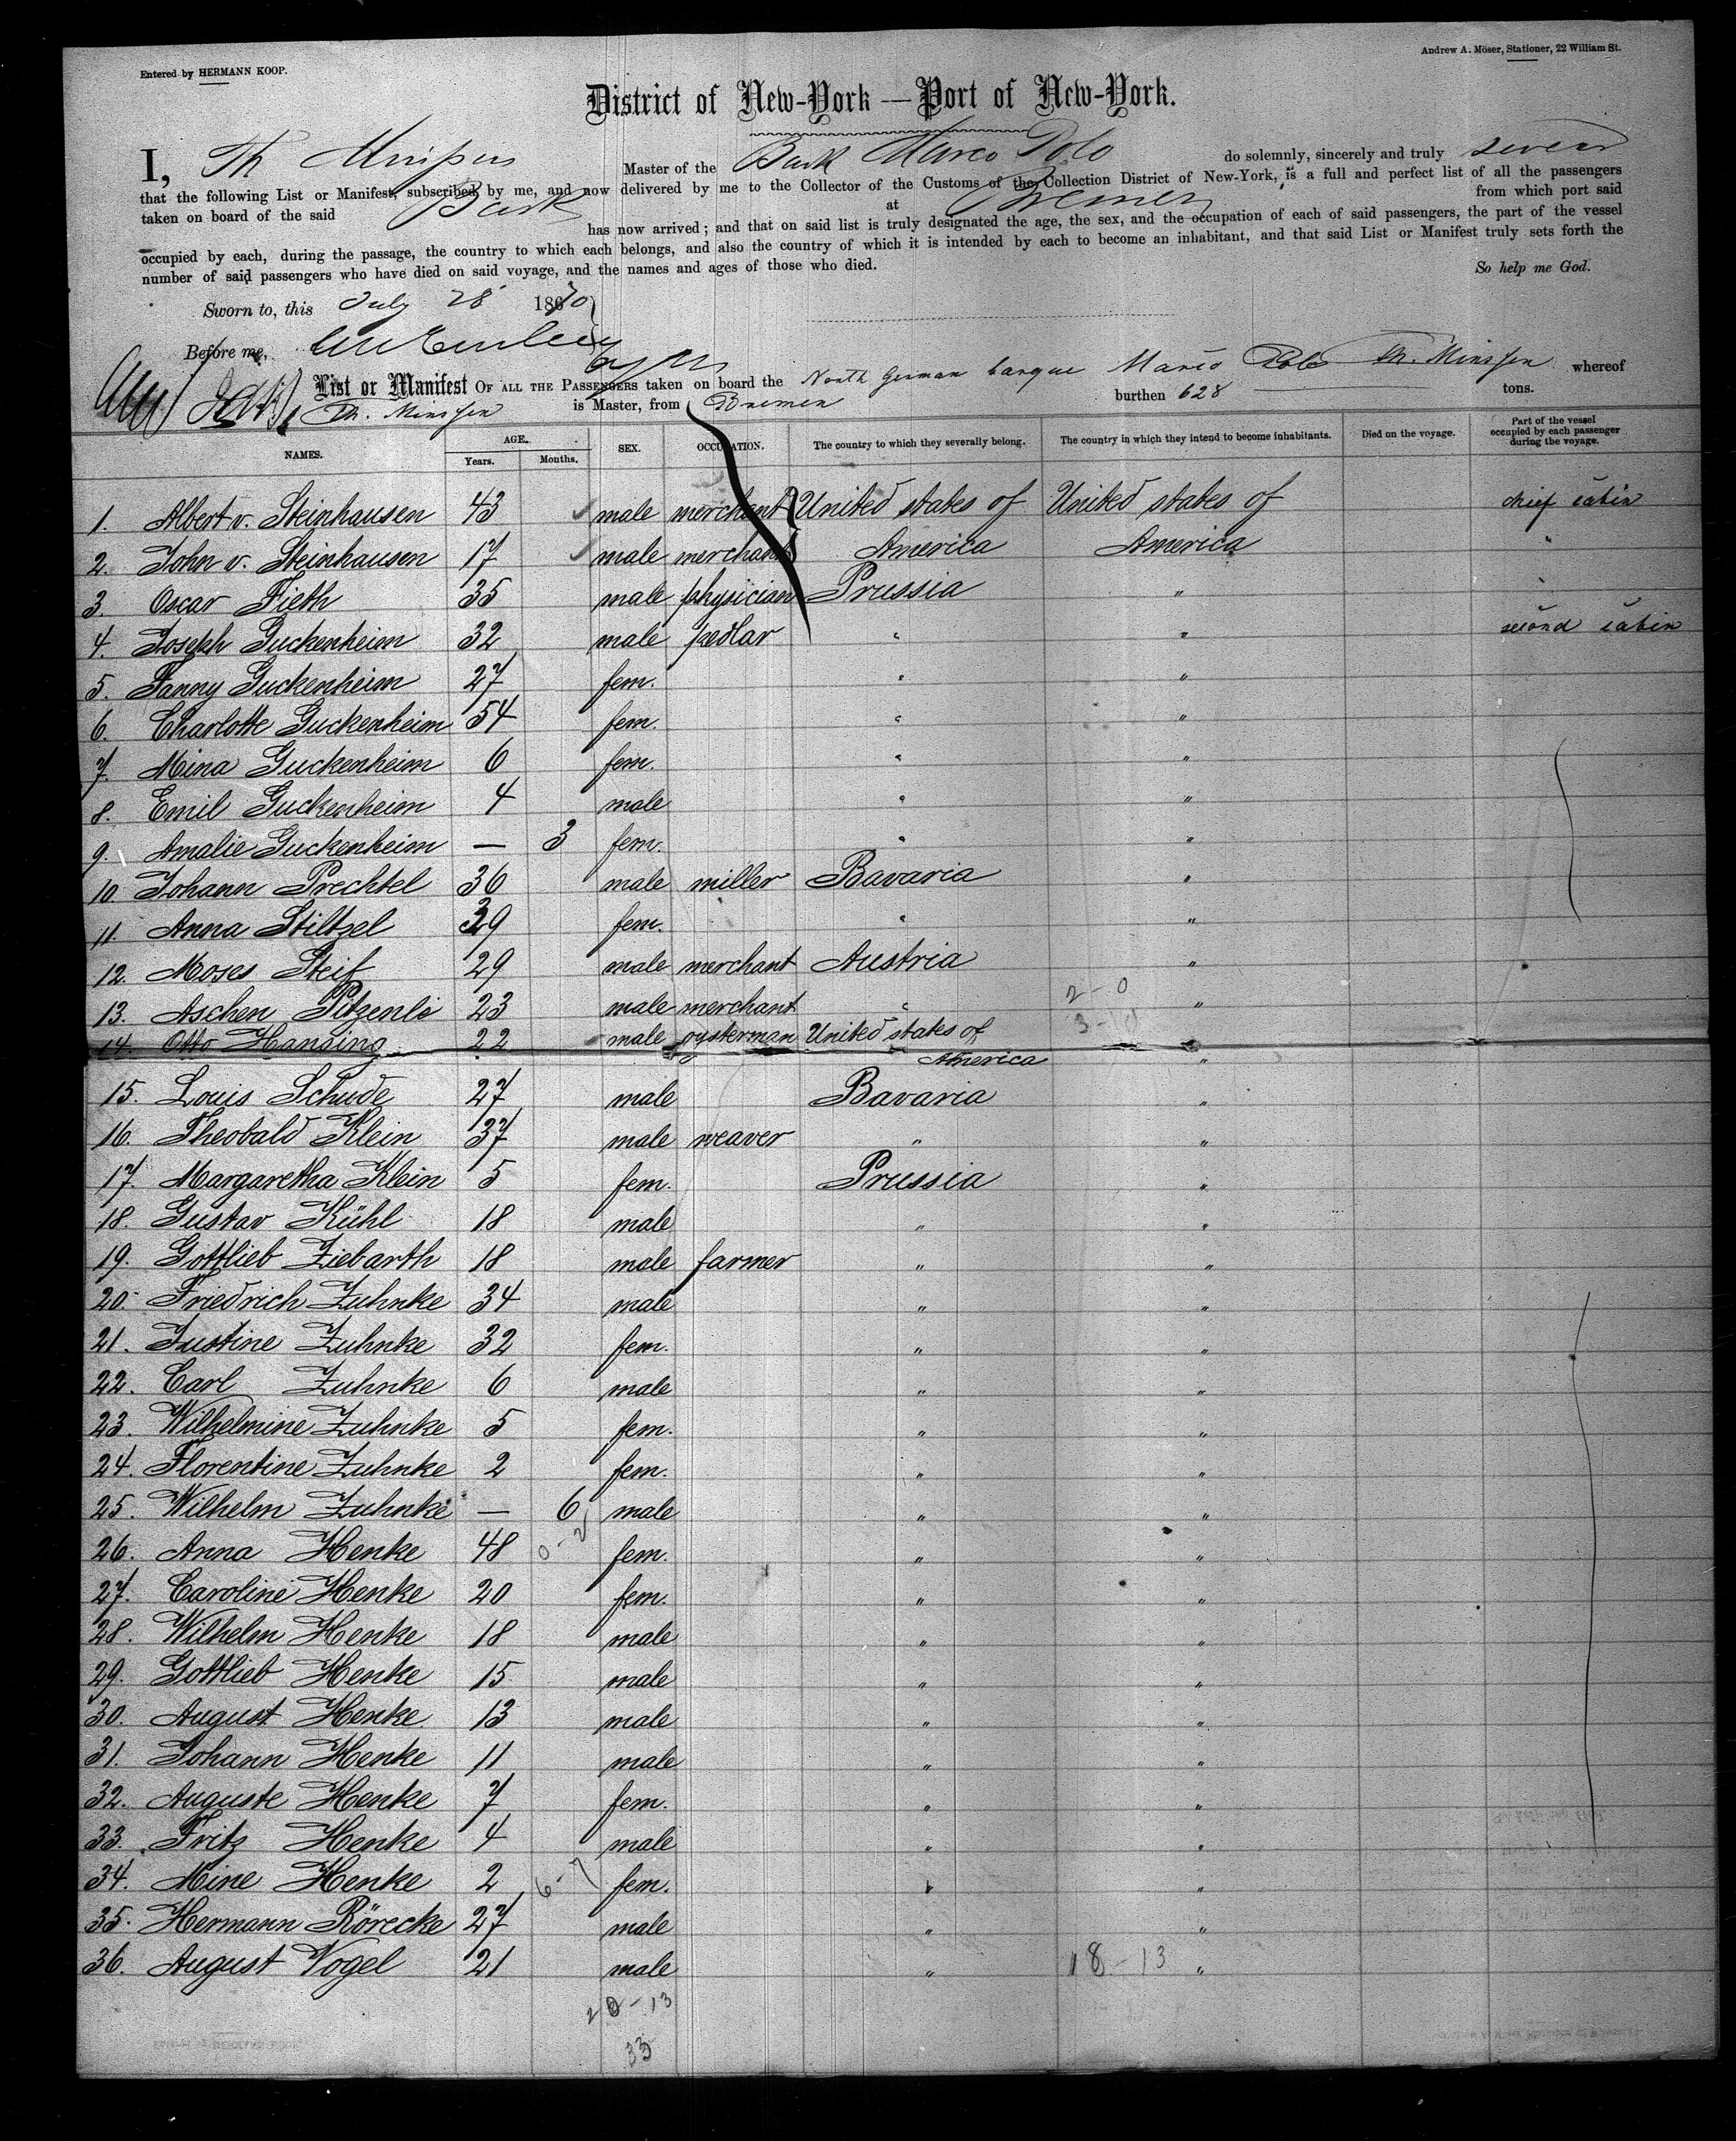 Entered by HERMANN KOOP.
Andrew A. Möser, Stationer, 22 William St.
District of New-York — Port of New-York.
I, Th Minssen Master of the Bark Marco Polo do solemnly, sincerely and truly swear
that the following List or Manifest, subscribed by me, and now delivered by me to the Collector of the Customs of the Collection District of New-York, is a full and perfect list of all the passengers
taken on board of the said Bark at Bremen from which port said
has now arrived; and that on said list is truly designated the age, the sex, and the occupation of each of said passengers, the part of the vessel
occupied by each, during the passage, the country to which each belongs, and also the country of which it is intended by each to become an inhabitant, and that said List or Manifest truly sets forth the
number of said passengers who have died on said voyage, and the names and ages of those who died. So help me God.
Sworn to, this July 28 1870
Before me,
List or Manifest OF ALL THE PASSENGERS taken on board the North German barque Marco Polo Th. Minssen whereof
Th. Minssen is Master, from Bremen burthen 628 tons.
NAMES. AGE. Years. Months. SEX. OCCUPATION. The country to which they severally belong. The country in which they intend to become inhabitants. Died on the voyage. Part of the vessel occupied by each passenger during the voyage.
1. Albert v. Steinhausen 43 male merchant United states of United states of chief cabin
2. John v. Steinhausen 17 male merchant America America "
3. Oscar Fieth 35 male physician Prussia " "
4. Joseph Guckenheim 32 male pedlar " " second cabin
5. Fanny Guckenheim 27 fem. " "
6. Charlotte Guckenheim 54 fem. " "
7. Mina Guckenheim 6 fem. " "
8. Emil Guckenheim 4 male " "
9. Amalie Guckenheim — 3 fem. " "
10. Johann Prechtel 36 male miller Bavaria "
11. Anna Stiltzel 39 fem. " "
12. Moses Steif 29 male merchant Austria "
13. Aschen Pitzenle 23 male merchant " 2-0 "
14. Otto Hansing 22 male oysterman United states of
America "
15. Louis Schude 27 male Bavaria "
16. Theobald Klein 37 male weaver " "
17. Margaretha Klein 5 fem. Prussia "
18. Gustav Kühl 18 male " "
19. Gottlieb Ziebarth 18 male farmer " "
20. Friedrich Zuhnke 34 male " "
21. Justine Zuhnke 32 fem. " "
22. Carl Zuhnke 6 male " "
23. Wilhelmine Zuhnke 5 fem. " "
24. Florentine Zuhnke 2 fem. " "
25. Wilhelm Zuhnke — 6 male " "
26. Anna Henke 48 fem. " "
27. Caroline Henke 20 fem. " "
28. Wilhelm Henke 18 male " "
29. Gottlieb Henke 15 male " "
30. August Henke 13 male " "
31. Johann Henke 11 male " "
32. Auguste Henke 7 fem. " "
33. Fritz Henke 4 male " "
34. Mine Henke 2 6-7 fem. " "
35. Hermann Rörecke 27 male " "
36. August Vogel 21 male " 18-13 "
20-13
33